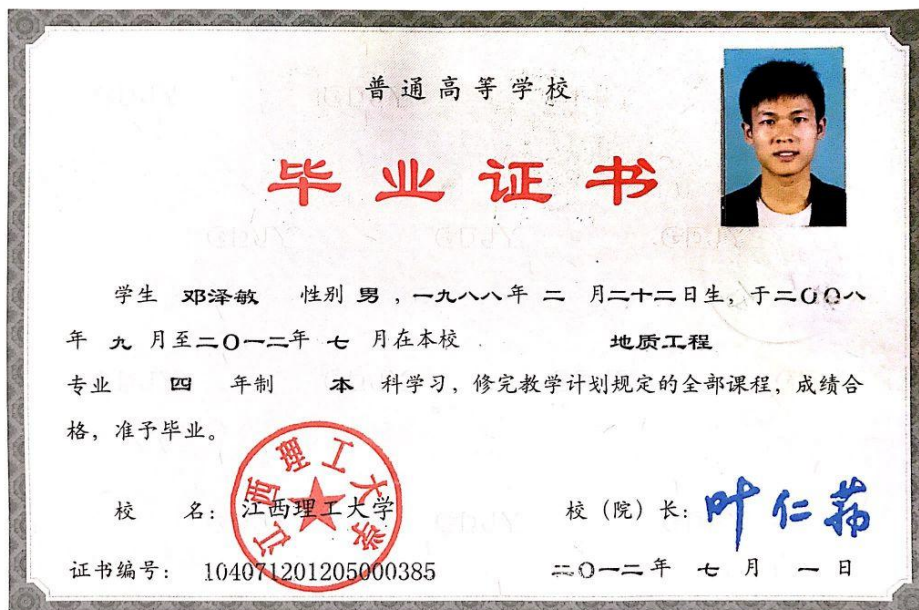 普通高等学校
毕业证书
学生 邓泽敏 性别 男，一九八八年 二 月二十二日生，于二〇〇八
年 九 月至二〇一二年 七 月在本校 地质工程
专业 四 年制 本 科学习，修完教学计划规定的全部课程，成绩合
格，准予毕业。
江西理工大学
校 名：江西理工大学 校（院）长：叶仁荪
证书编号： 104071201205000385 二〇一二年 七 月 一 日